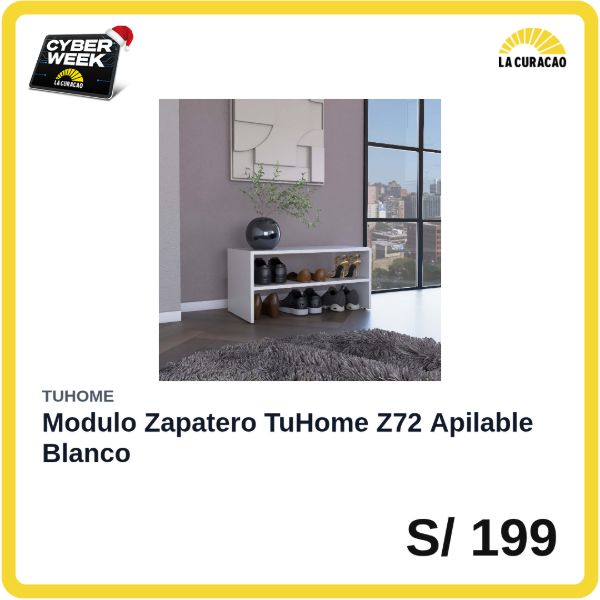 CYBER
WEEK
LA CURACAO
LA CURACAO
TUHOME
Modulo Zapatero TuHome Z72 Apilable
Blanco
S/ 199